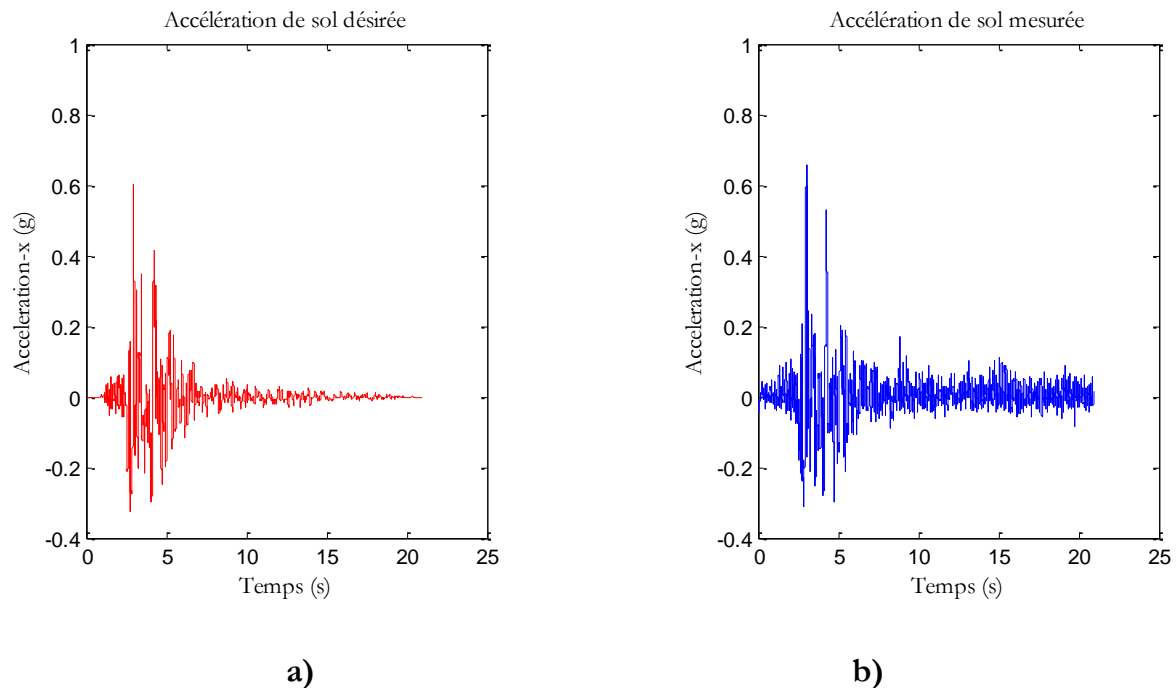 Accélération de sol désirée
1
0.8
0.6
0.4
0.2
0
-0.2
-0.4
Acceleration-x (g)
0 5 10 15 20 25
Temps (s)
a)
Accélération de sol mesurée
1
0.8
0.6
0.4
0.2
0
-0.2
-0.4
Acceleration-x (g)
0 5 10 15 20 25
Temps (s)
b)